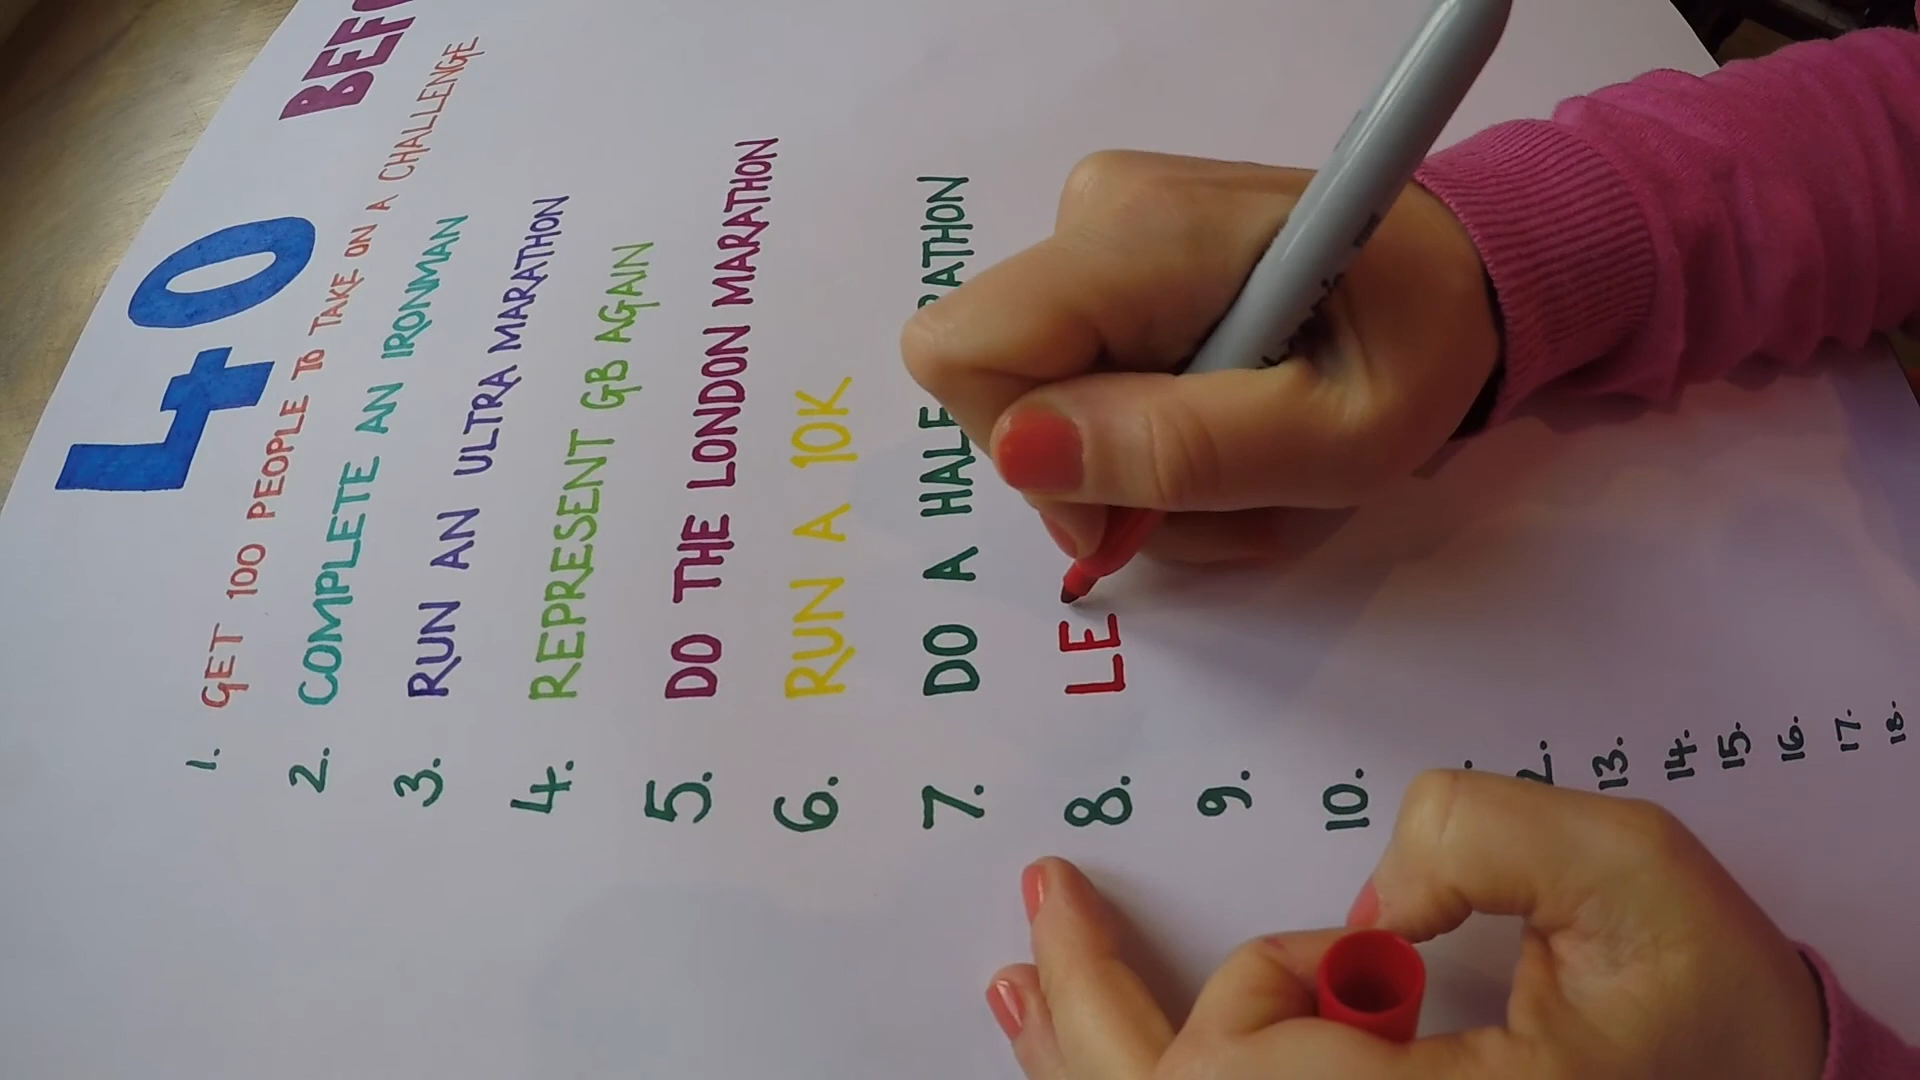 40
1. GET 100 PEOPLE TO TAKE ON A CHALLENGE
2. COMPLETE AN IRONMAN
3. RUN AN ULTRA MARATHON
4. REPRESENT GB AGAIN
5. DO THE LONDON MARATHON
6. RUN A 10K
7. DO A HALF
8. LE
9.
10.
13.
14.
15.
16.
17.
18.